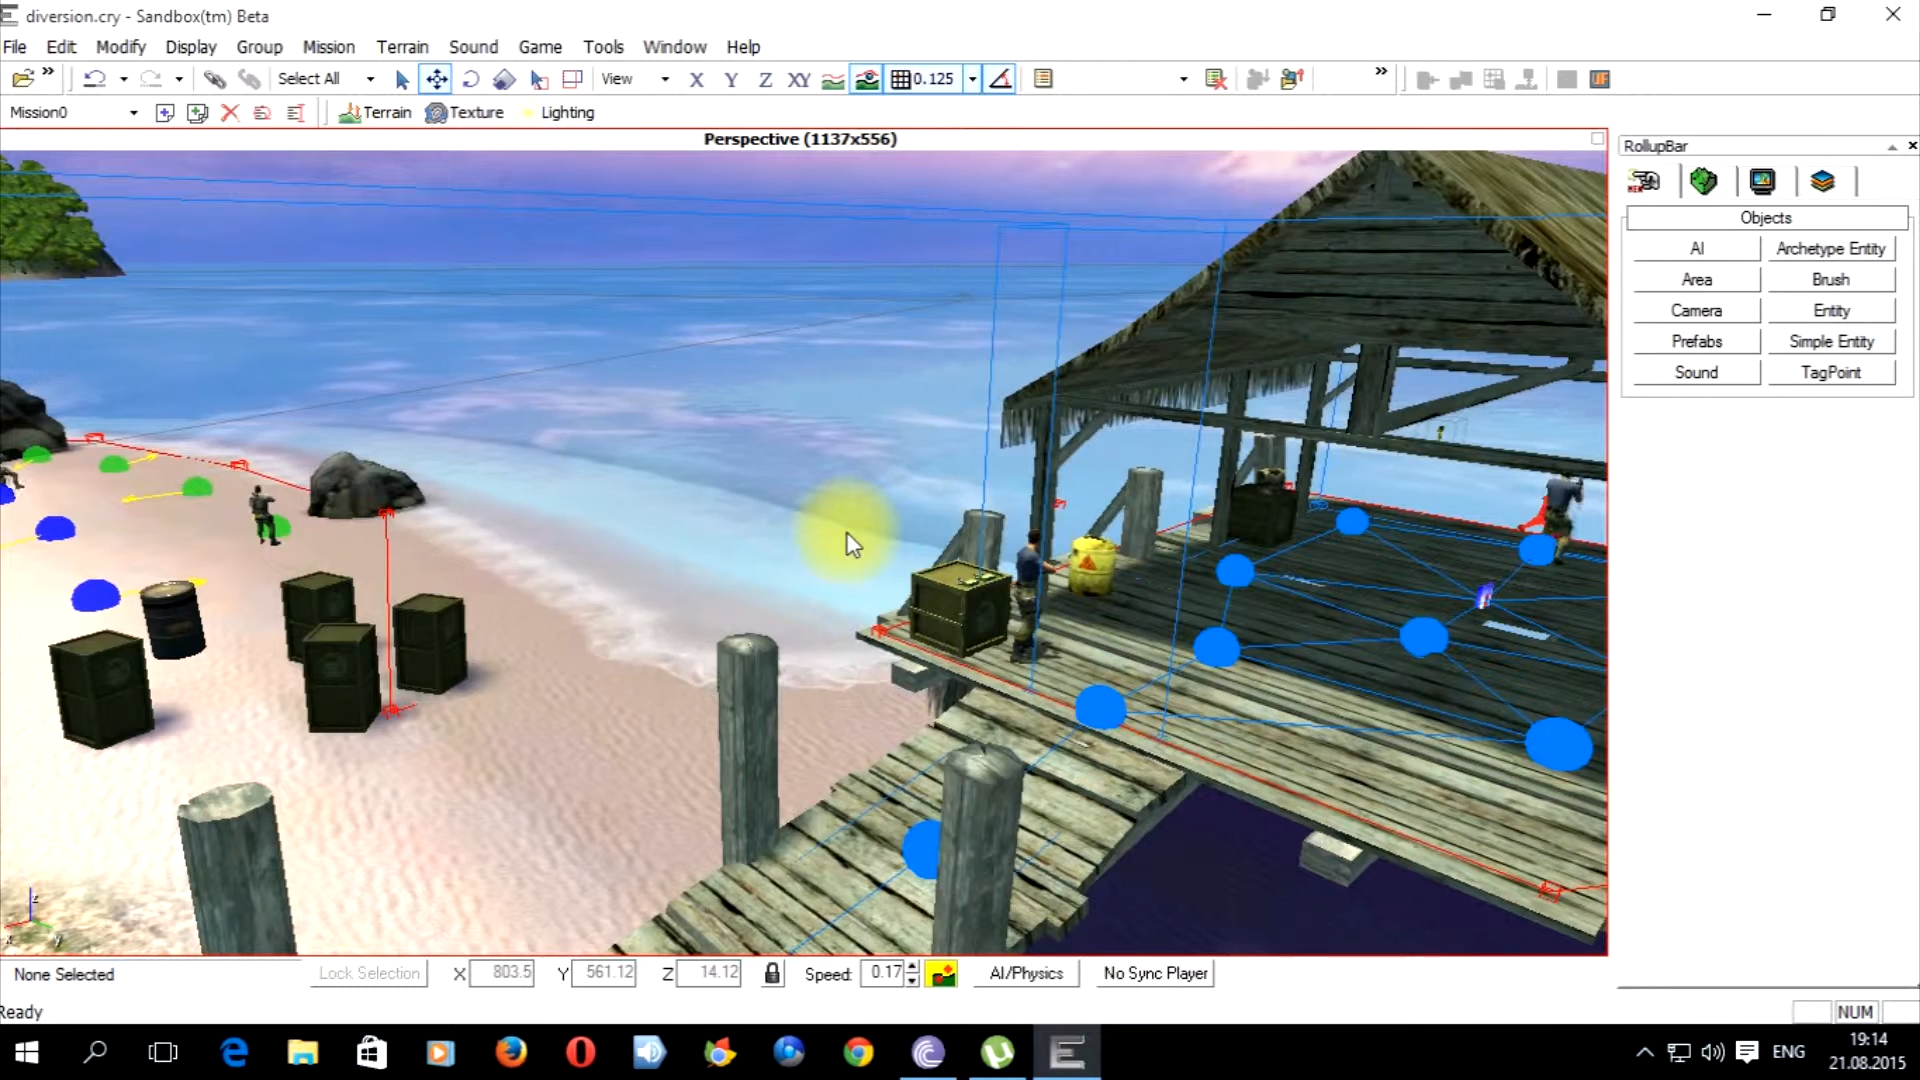 diversion.cry - Sandbox(tm) Beta
File Edit Modify Display Group Mission Terrain Sound Game Tools Window Help
Select All View X Y Z XY 0.125
Mission0 Terrain Texture Lighting
Perspective (1137x556)
RollupBar
Objects
AI Archetype Entity
Area Brush
Camera Entity
Prefabs Simple Entity
Sound TagPoint
None Selected Lock Selection X 803.5 Y 561.12 Z 14.12 Speed: 0.17 AI/Physics No Sync Player
Ready NUM
ENG 19:14
21.08.2015